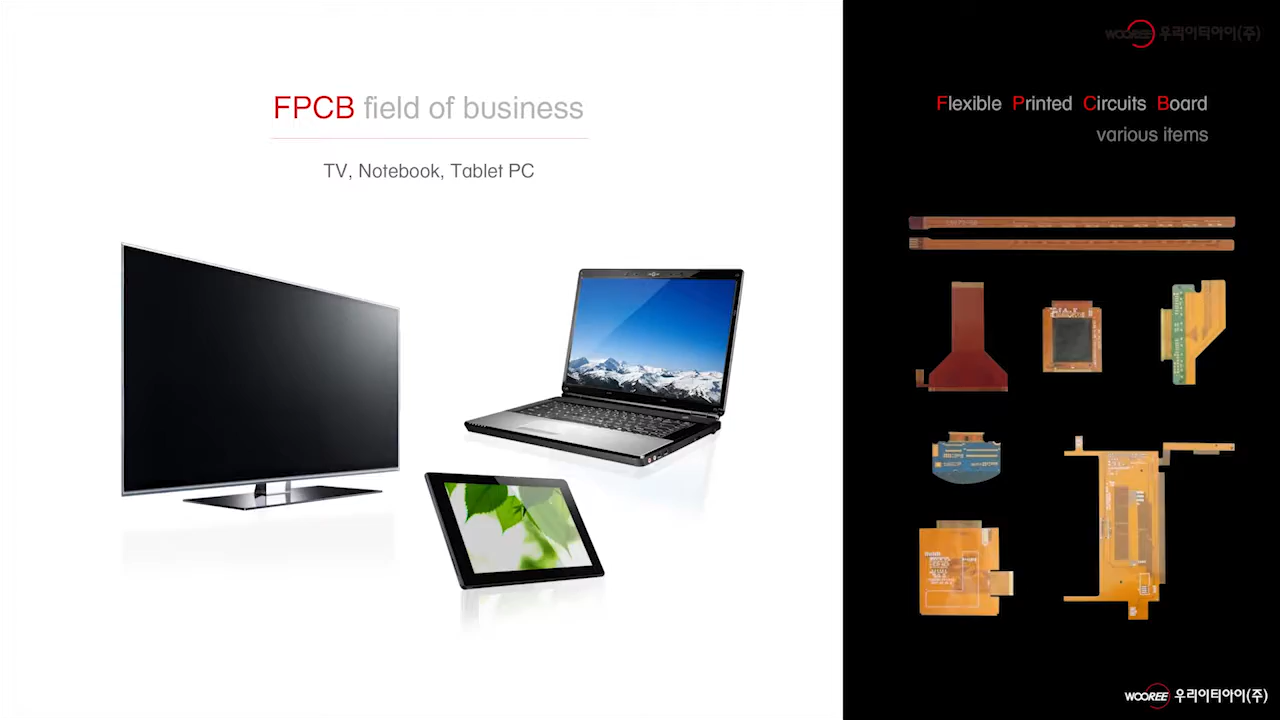 FPCB field of business
TV, Notebook, Tablet PC
WOOREE 우리이티아이(주)
Flexible Printed Circuits Board
various items
WOOREE 우리이티아이(주)